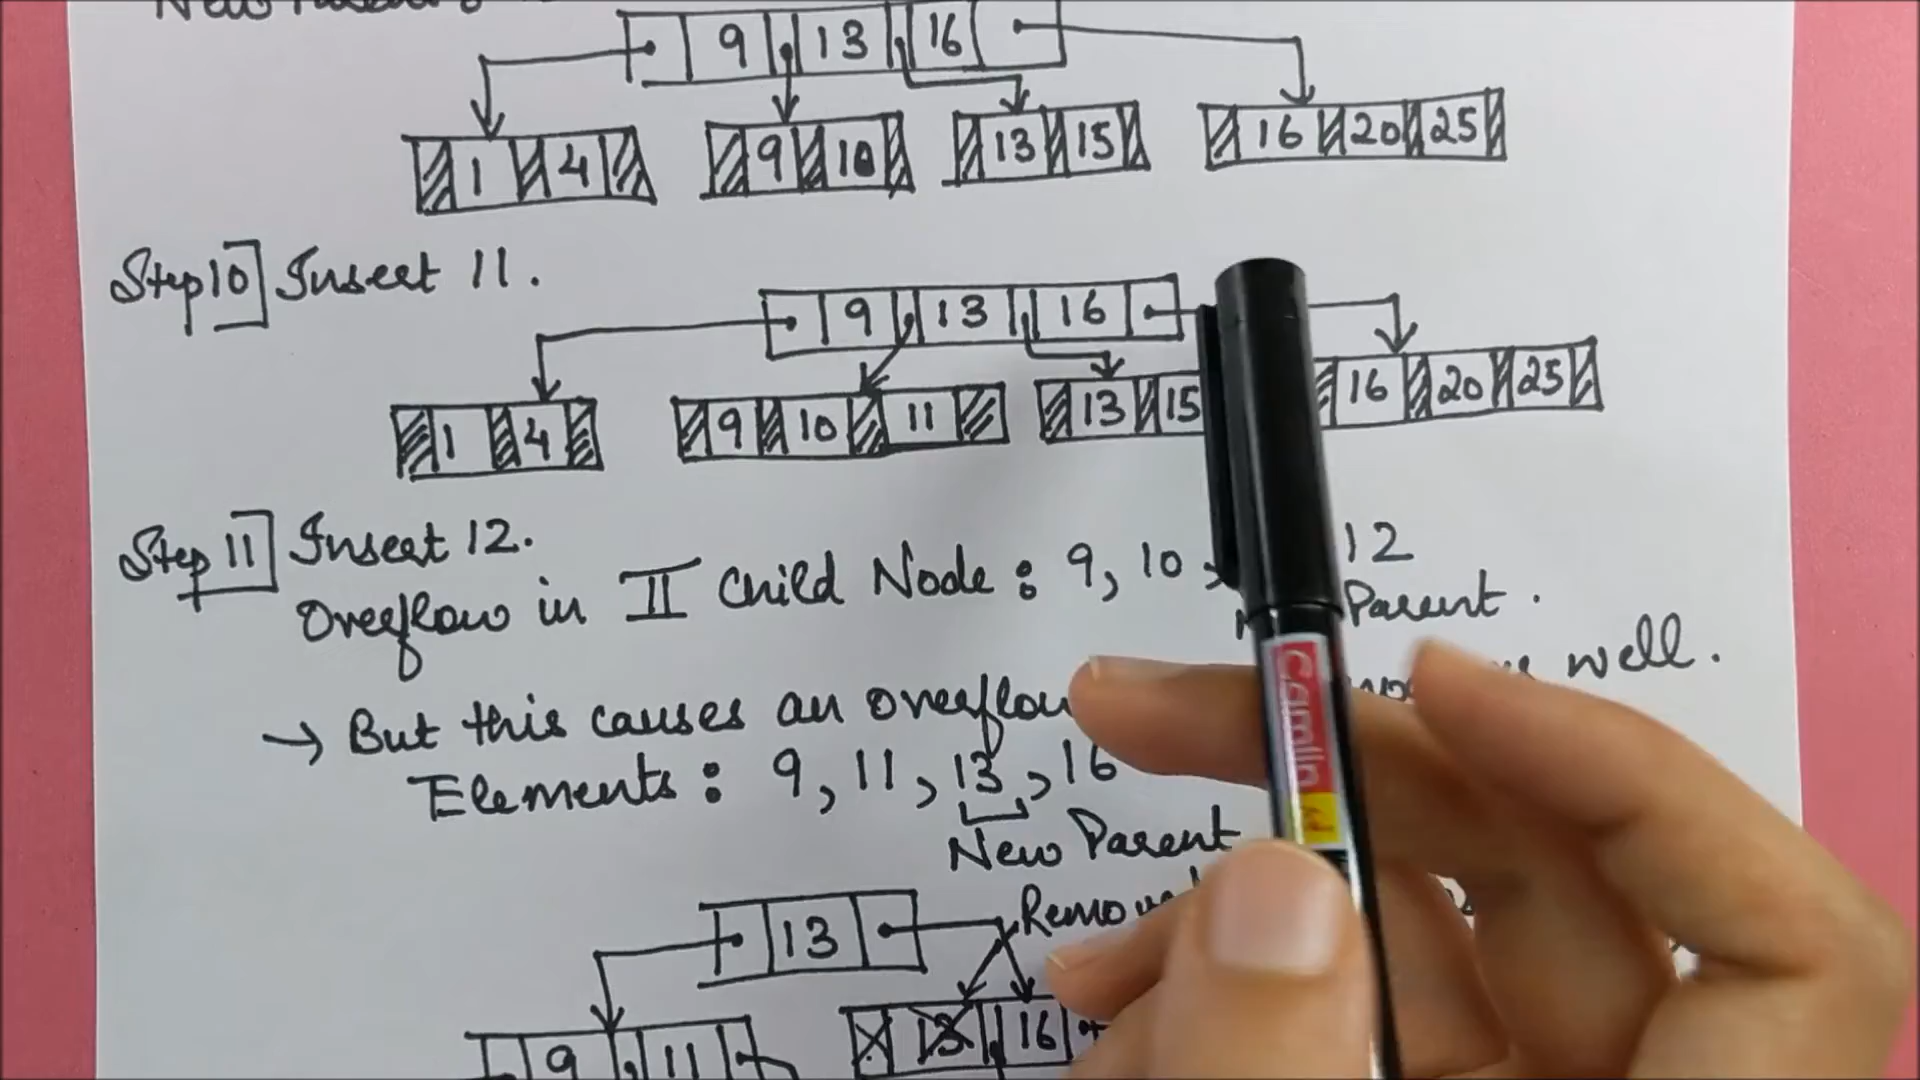 9 13 16
1 4 9 10 13 15 16 20 25
Step 10] Insert 11.
9 13 16
1 4 9 10 11 13 15 16 20 25
Step 11] Insert 12.
Overflow in II Child Node : 9, 10, 12
Parent.
→ But this causes an overflow well.
Elements : 9, 11, 13, 16
New Parent
13
9 11 13 16
Camlin